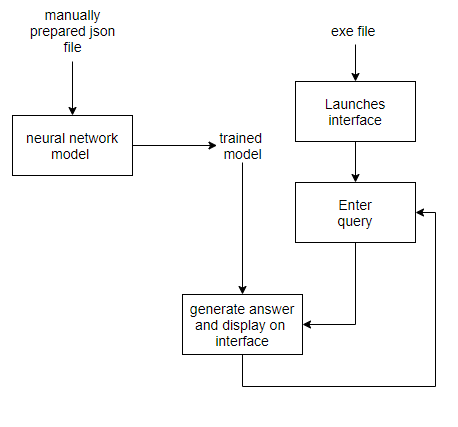 manually
prepared json
file
exe file
Launches
interface
neural network
model
trained
model
Enter
query
generate answer
and display on
interface